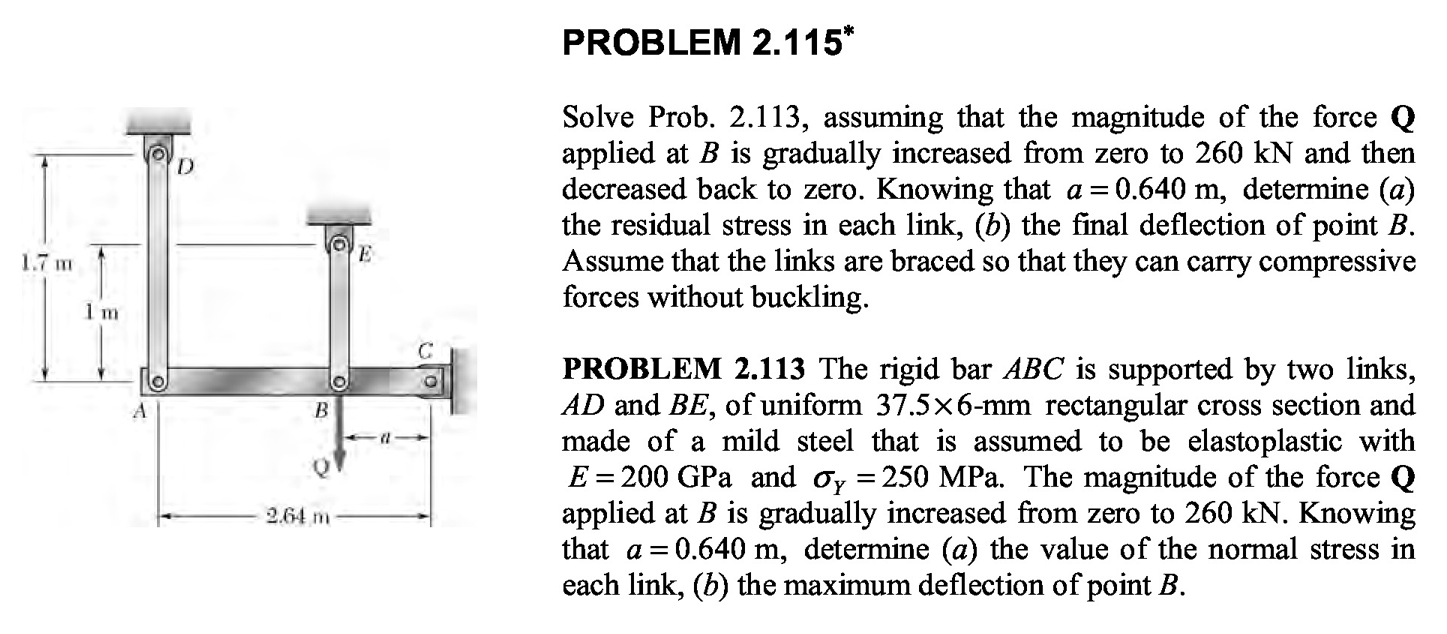 PROBLEM 2.115*
Solve Prob. 2.113, assuming that the magnitude of the force Q
applied at B is gradually increased from zero to 260 kN and then
decreased back to zero. Knowing that a = 0.640 m, determine (a)
the residual stress in each link, (b) the final deflection of point B.
Assume that the links are braced so that they can carry compressive
forces without buckling.
PROBLEM 2.113 The rigid bar ABC is supported by two links,
AD and BE, of uniform 37.5×6-mm rectangular cross section and
made of a mild steel that is assumed to be elastoplastic with
E = 200 GPa and σY = 250 MPa. The magnitude of the force Q
applied at B is gradually increased from zero to 260 kN. Knowing
that a = 0.640 m, determine (a) the value of the normal stress in
each link, (b) the maximum deflection of point B.
D
E
1.7 m
1 m
C
A
B
a
Q
2.64 m